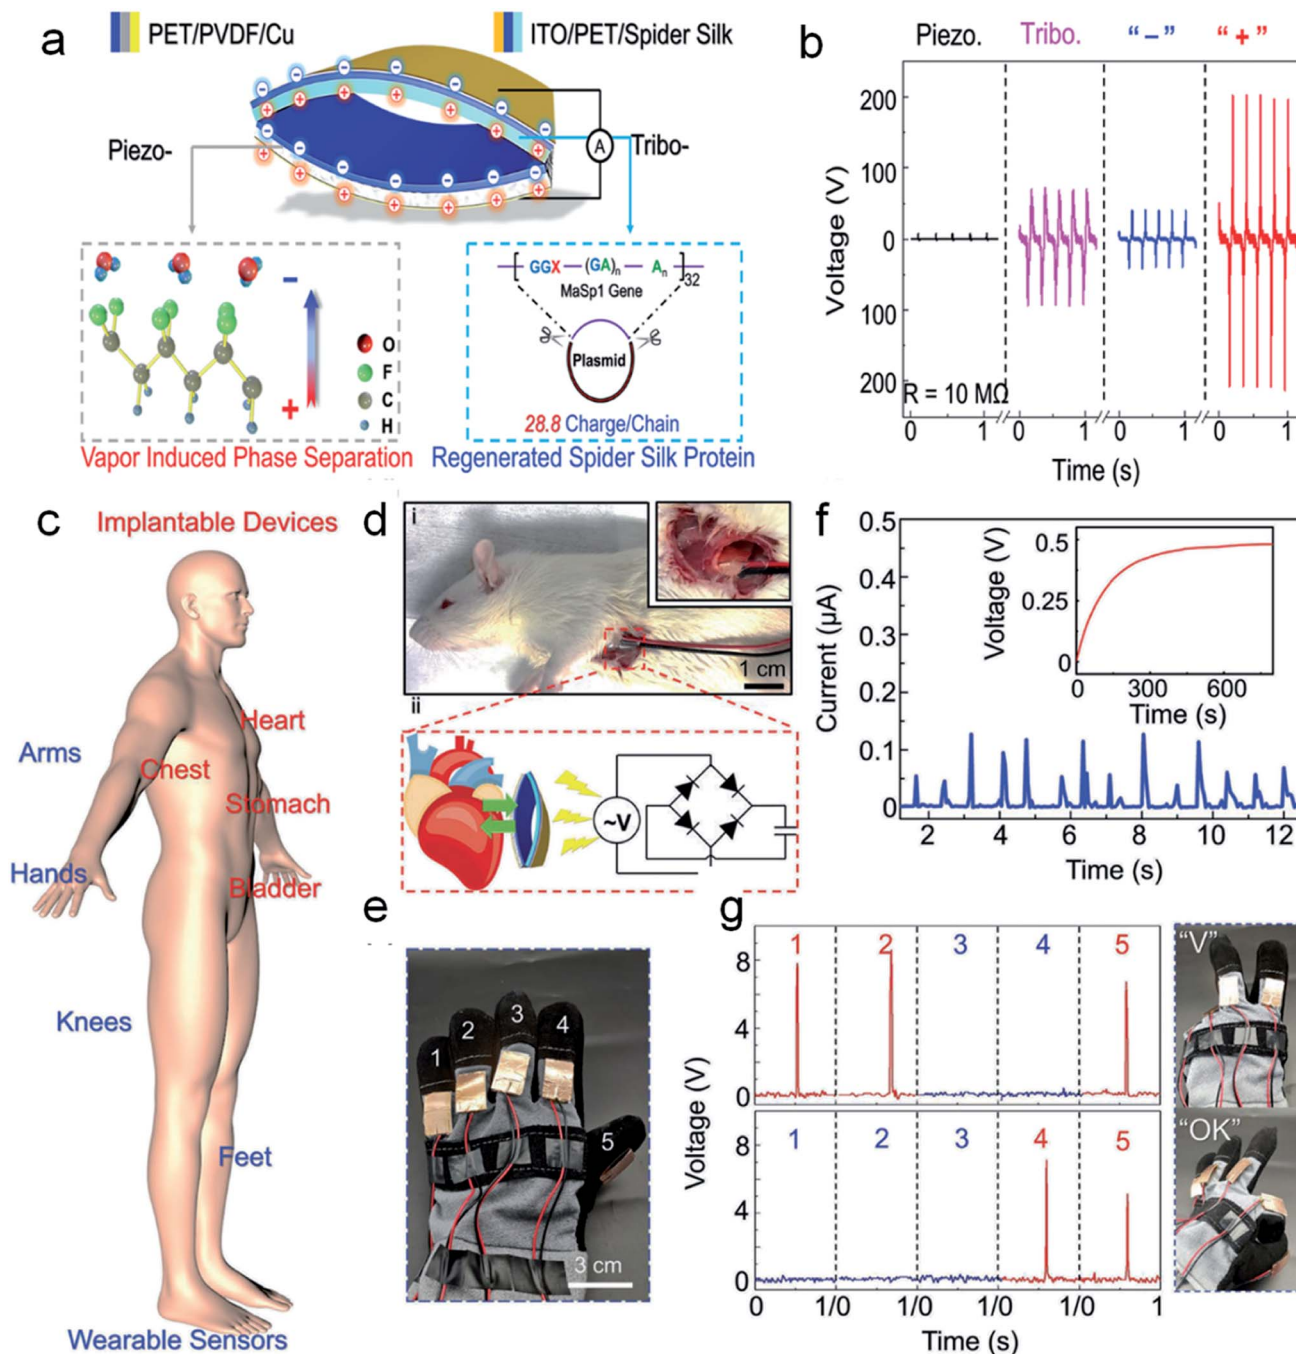 a
PET/PVDF/Cu
ITO/PET/Spider Silk
Piezo-
A
Tribo-
−
+
O
F
C
H
Vapor Induced Phase Separation
GGX (GA)n An
32
MaSp1 Gene
Plasmid
28.8 Charge/Chain
Regenerated Spider Silk Protein
b
Piezo. Tribo. “−” “+”
Voltage (V)
200
100
0
100
200
R = 10 MΩ
0 1 0 1 0 1 0 1
Time (s)
c
Implantable Devices
Heart
Arms
Chest
Stomach
Hands
Bladder
Knees
Feet
Wearable Sensors
d
i
1 cm
ii
~V
e
1
2
3
4
5
3 cm
f
Current (µA)
0.5
0.4
0.3
0.2
0.1
0
2 4 6 8 10 12
Time (s)
Voltage (V)
0.5
0.25
0
0 300 600
Time (s)
g
Voltage (V)
8
4
0
1 2 3 4 5
“V”
Voltage (V)
8
4
0
1 2 3 4 5
“OK”
0 1/0 1/0 1/0 1/0 1
Time (s)